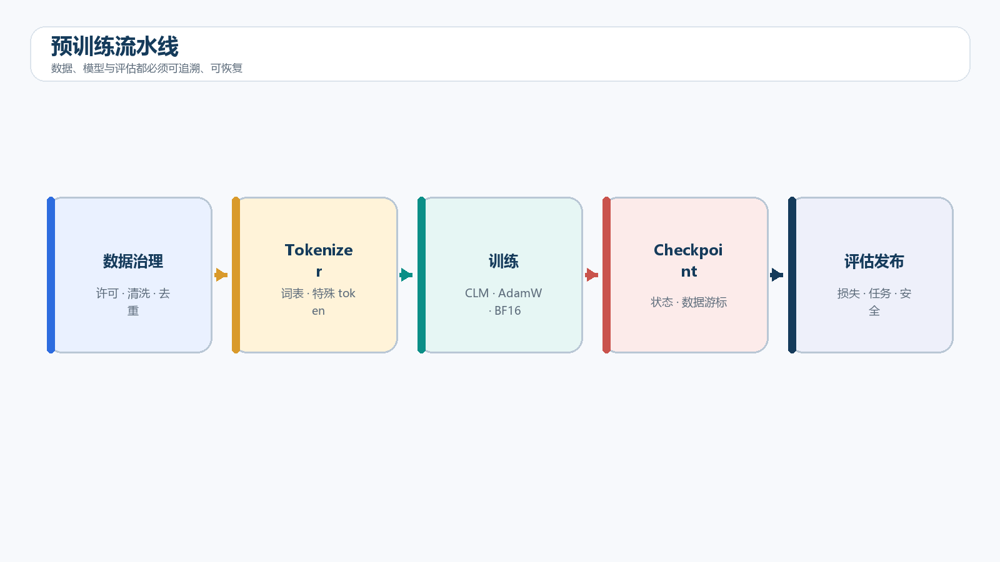 预训练流水线
数据、模型与评估都必须可追溯、可恢复
数据治理
许可 · 清洗 · 去
重
Tokenize
r
词表 · 特殊 tok
en
训练
CLM · AdamW
· BF16
Checkpoi
nt
状态 · 数据游标
评估发布
损失 · 任务 · 安
全